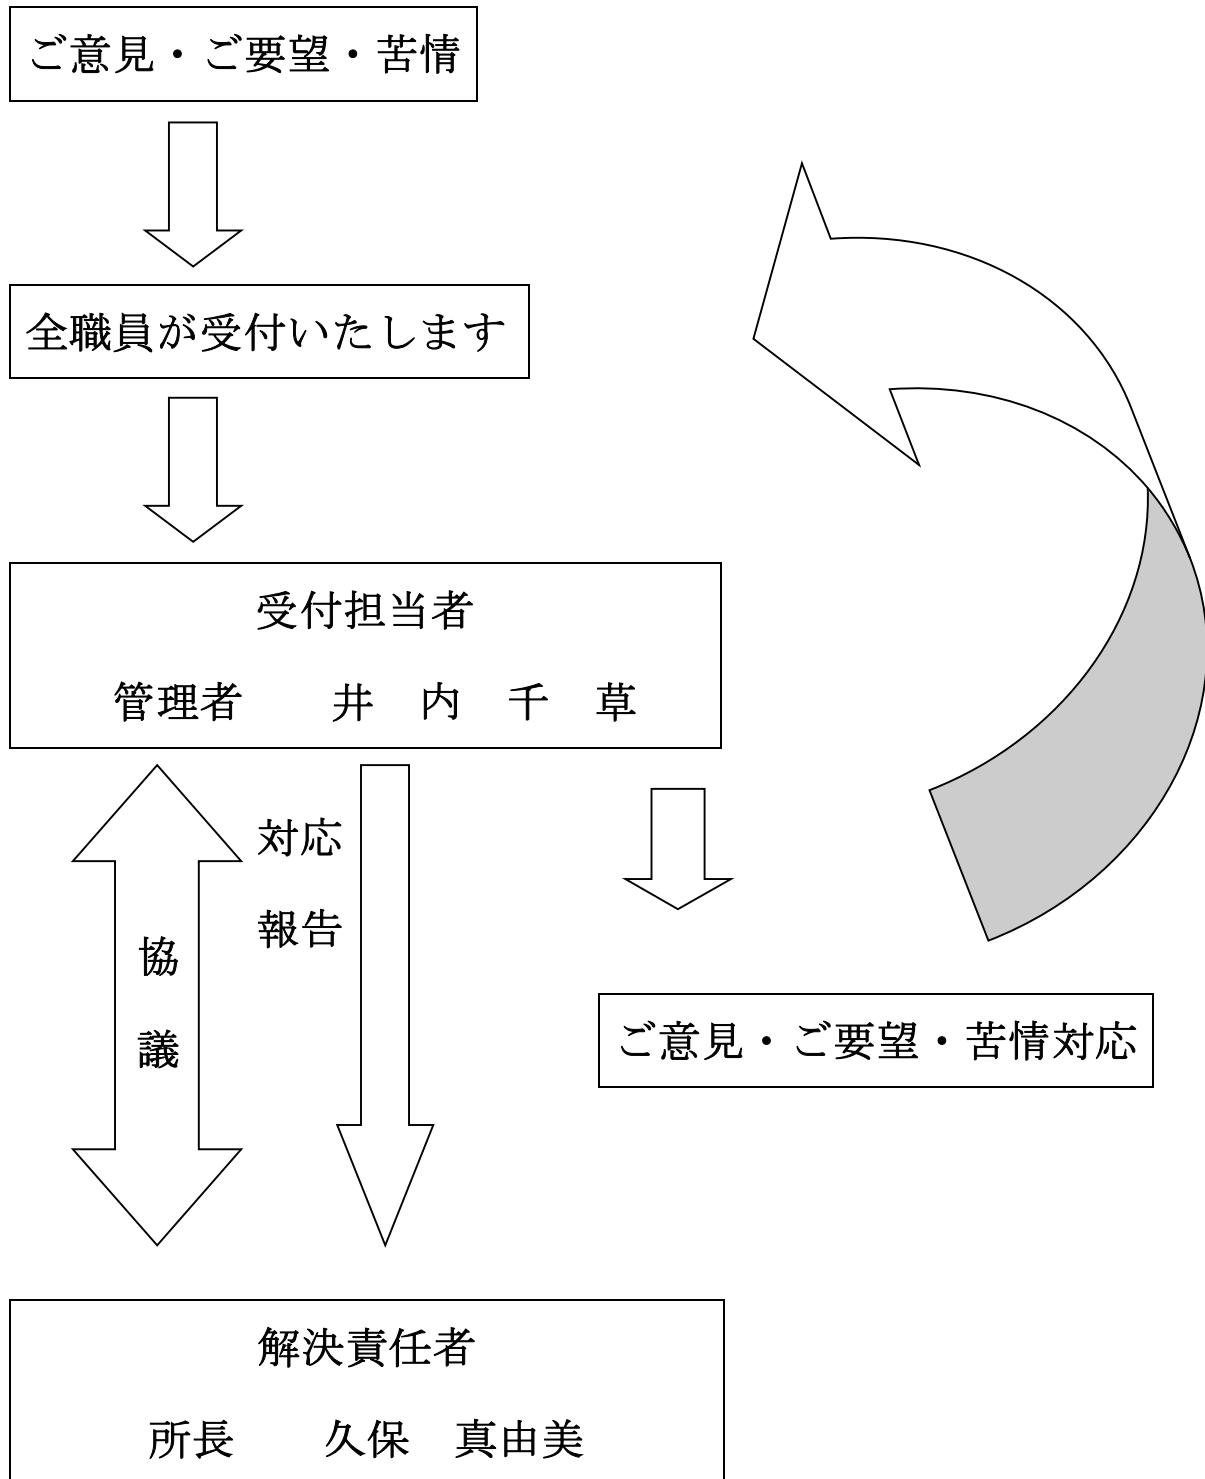 ご意見・ご要望・苦情
全職員が受付いたします
受付担当者
管理者　　井　内　千　草
対応
報告
協
議
ご意見・ご要望・苦情対応
解決責任者
所長　　久保　真由美